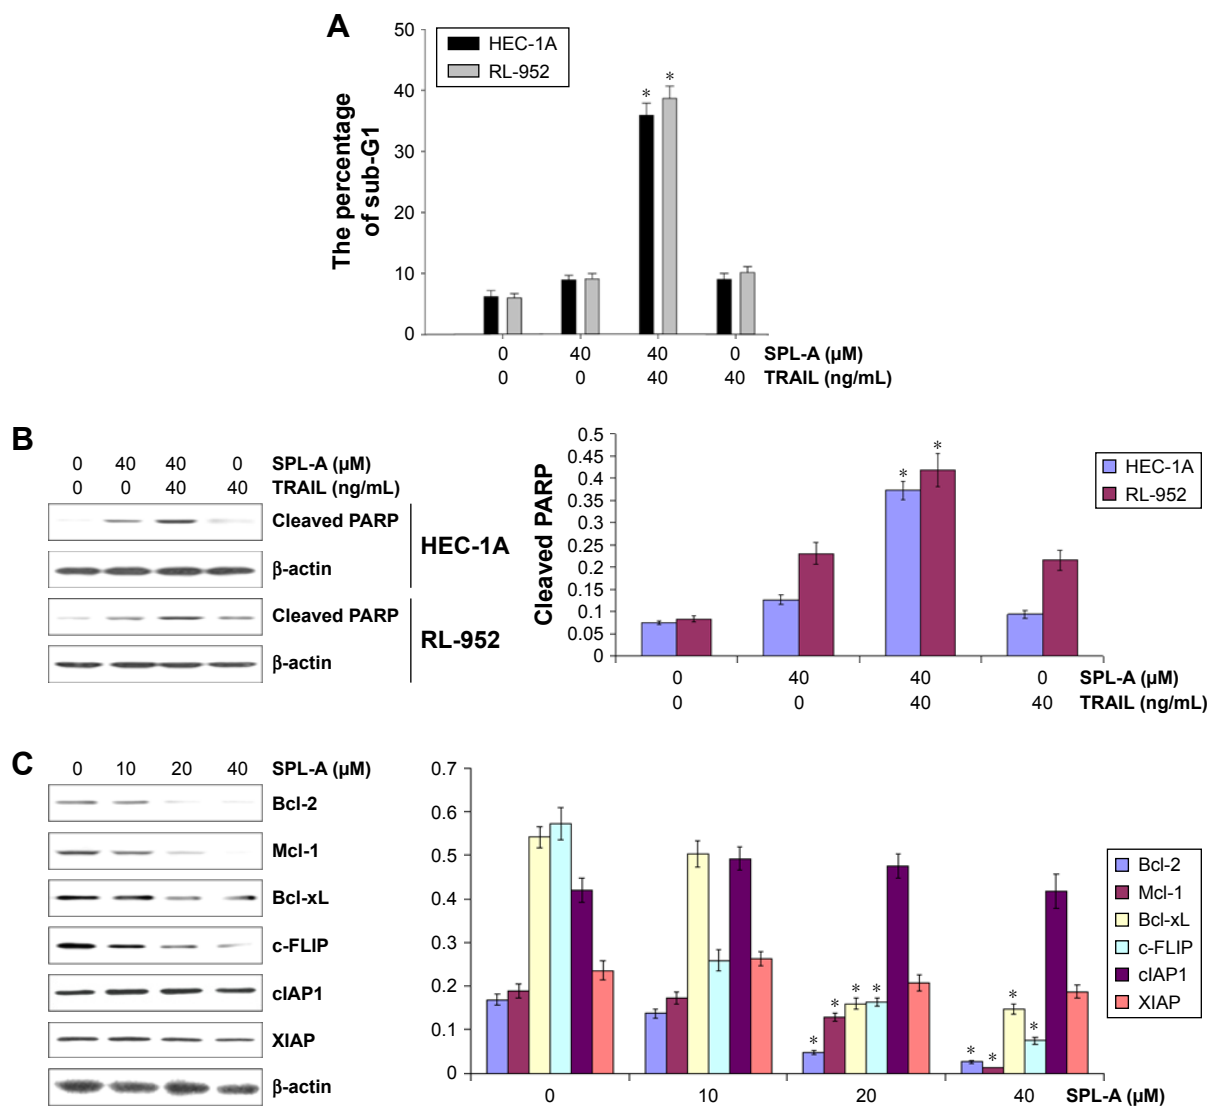 A
The percentage
of sub-G1
50
40
30
20
10
0
HEC-1A
RL-952
* *
0 40 40 0 SPL-A (µM)
0 0 40 40 TRAIL (ng/mL)
B
0 40 40 0 SPL-A (µM)
0 0 40 40 TRAIL (ng/mL)
Cleaved PARP
β-actin
HEC-1A
Cleaved PARP
β-actin
RL-952
Cleaved PARP
0.5
0.45
0.4
0.35
0.3
0.25
0.2
0.15
0.1
0.05
0
* *
HEC-1A
RL-952
0 40 40 0 SPL-A (µM)
0 0 40 40 TRAIL (ng/mL)
C
0 10 20 40 SPL-A (µM)
Bcl-2
Mcl-1
Bcl-xL
c-FLIP
cIAP1
XIAP
β-actin
0.7
0.6
0.5
0.4
0.3
0.2
0.1
0
* * * *
* * * *
Bcl-2
Mcl-1
Bcl-xL
c-FLIP
cIAP1
XIAP
0 10 20 40 SPL-A (µM)